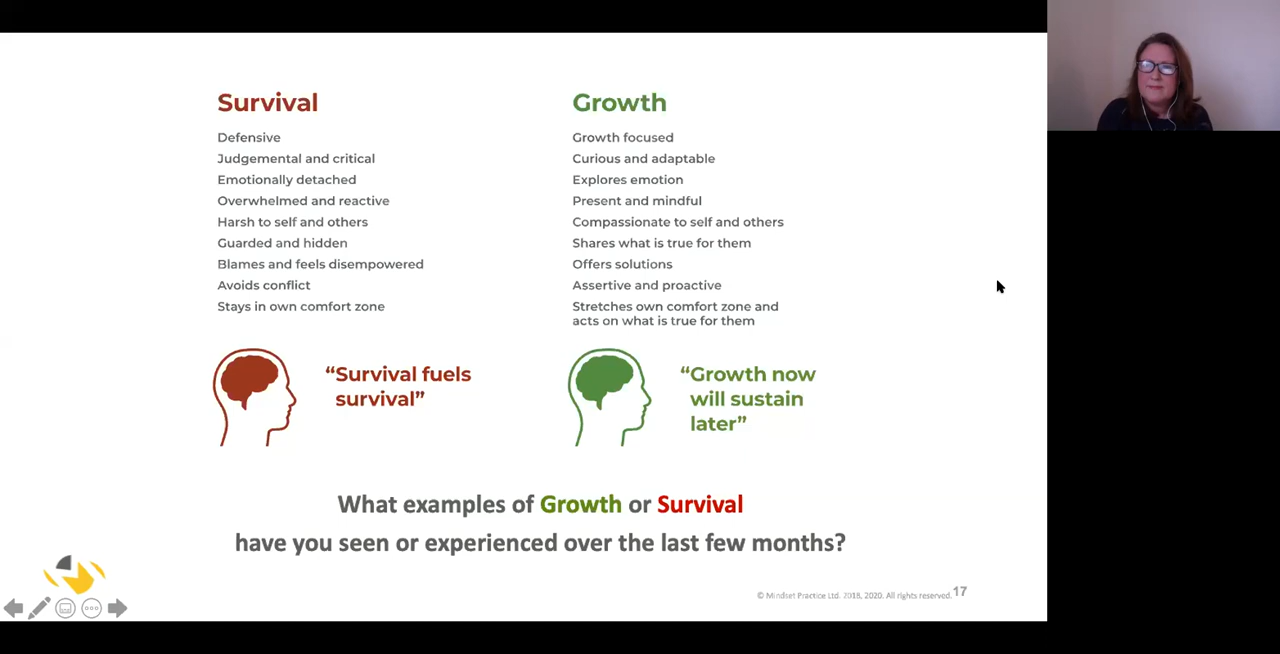 Survival
Defensive
Judgemental and critical
Emotionally detached
Overwhelmed and reactive
Harsh to self and others
Guarded and hidden
Blames and feels disempowered
Avoids conflict
Stays in own comfort zone
“Survival fuels
survival”
Growth
Growth focused
Curious and adaptable
Explores emotion
Present and mindful
Compassionate to self and others
Shares what is true for them
Offers solutions
Assertive and proactive
Stretches own comfort zone and
acts on what is true for them
“Growth now
will sustain
later”
What examples of Growth or Survival
have you seen or experienced over the last few months?
© Mindset Practice Ltd. 2018, 2020. All rights reserved. 17